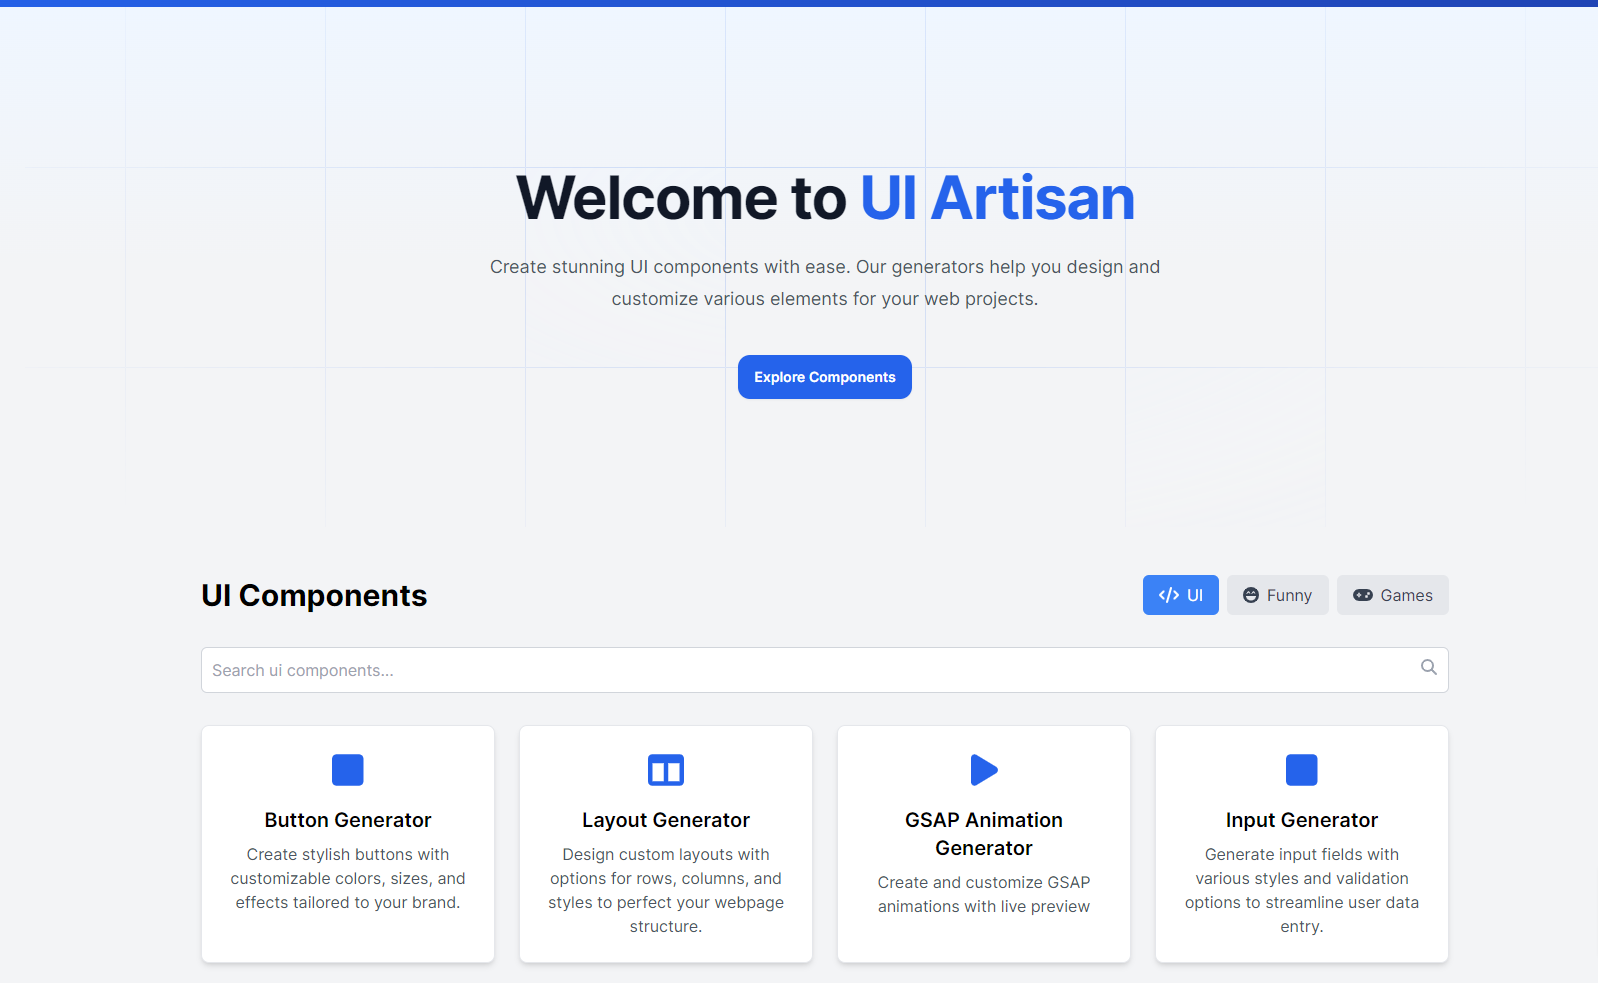 Welcome to UI Artisan
Create stunning UI components with ease. Our generators help you design and
customize various elements for your web projects.
Explore Components
UI Components
UI
Funny
Games
Search ui components...
Button Generator
Create stylish buttons with
customizable colors, sizes, and
effects tailored to your brand.
Layout Generator
Design custom layouts with
options for rows, columns, and
styles to perfect your webpage
structure.
GSAP Animation
Generator
Create and customize GSAP
animations with live preview
Input Generator
Generate input fields with
various styles and validation
options to streamline user data
entry.